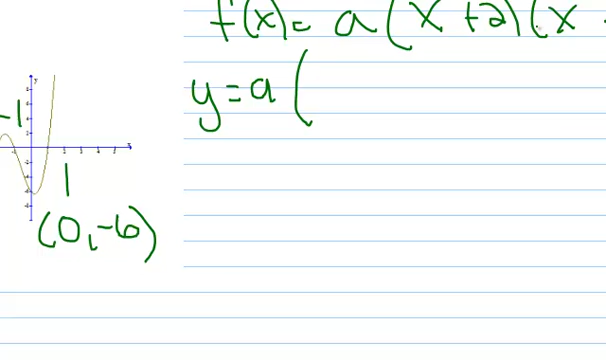 f(x) = a(x+2)(x
y = a(
-1
1
(0,-6)